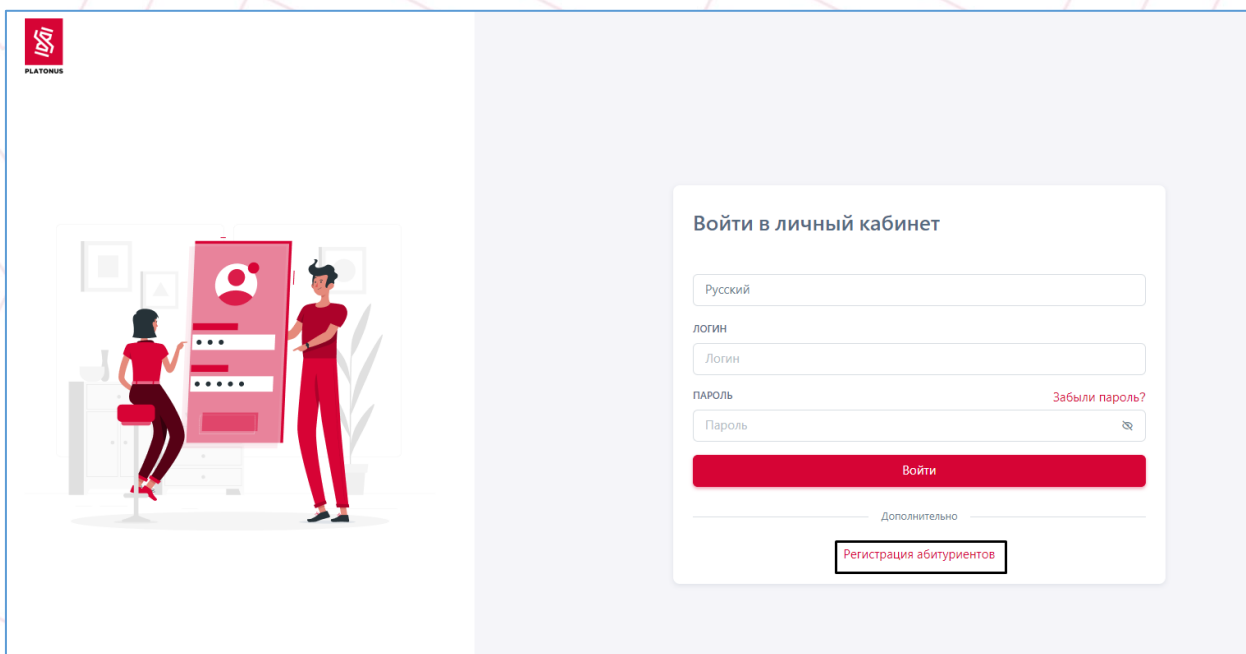 PLATONUS
Войти в личный кабинет
Русский
ЛОГИН
Логин
ПАРОЛЬ
Забыли пароль?
Пароль
Войти
Дополнительно
Регистрация абитуриентов